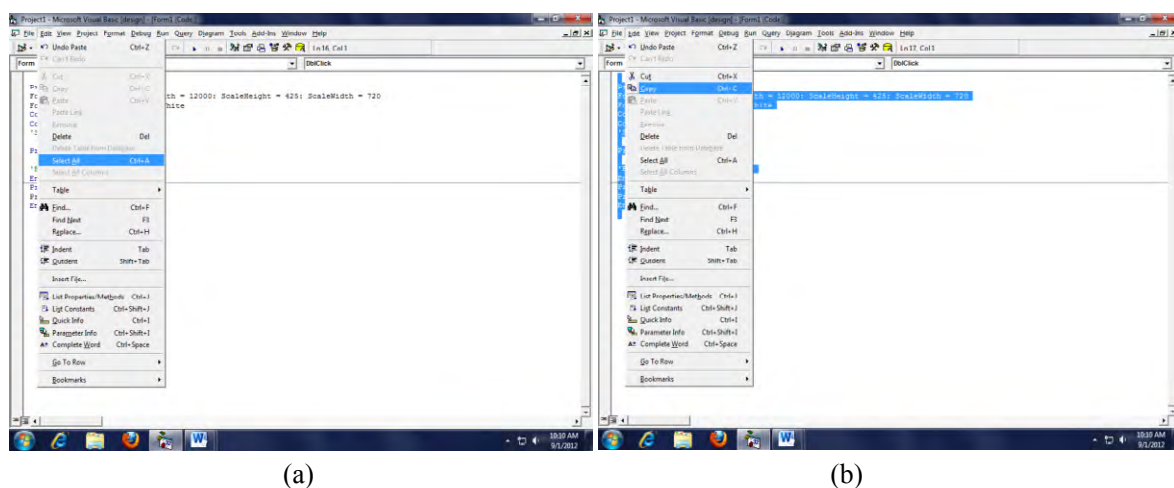 Project1 - Microsoft Visual Basic [design] - [Form1 (Code)]
File Edit View Project Format Debug Run Query Diagram Tools Add-Ins Window Help
Undo Paste Ctrl+Z
Ln 16, Col 1
Can't Redo
Form
DblClick
Cut Ctrl+X
Copy Ctrl+C
Paste Ctrl+V
th = 12000: ScaleHeight = 425: ScaleWidth = 720
hite
Paste Link
Remove
Delete Del
Delete Table from Database
Select All Ctrl+A
Select All Columns
Table
Find... Ctrl+F
Find Next F3
Replace... Ctrl+H
Indent Tab
Outdent Shift+Tab
Insert File...
List Properties/Methods Ctrl+J
List Constants Ctrl+Shift+J
Quick Info Ctrl+I
Parameter Info Ctrl+Shift+I
Complete Word Ctrl+Space
Go To Row
Bookmarks
10:10 AM
9/1/2012
(a)
Project1 - Microsoft Visual Basic [design] - [Form1 (Code)]
File Edit View Project Format Debug Run Query Diagram Tools Add-Ins Window Help
Undo Paste Ctrl+Z
Ln 17, Col 1
Can't Redo
Form
DblClick
Cut Ctrl+X
Copy Ctrl+C
Paste Ctrl+V
th = 12000: ScaleHeight = 425: ScaleWidth = 720
hite
Paste Link
Remove
Delete Del
Delete Table from Database
Select All Ctrl+A
Select All Columns
Table
Find... Ctrl+F
Find Next F3
Replace... Ctrl+H
Indent Tab
Outdent Shift+Tab
Insert File...
List Properties/Methods Ctrl+J
List Constants Ctrl+Shift+J
Quick Info Ctrl+I
Parameter Info Ctrl+Shift+I
Complete Word Ctrl+Space
Go To Row
Bookmarks
10:10 AM
9/1/2012
(b)